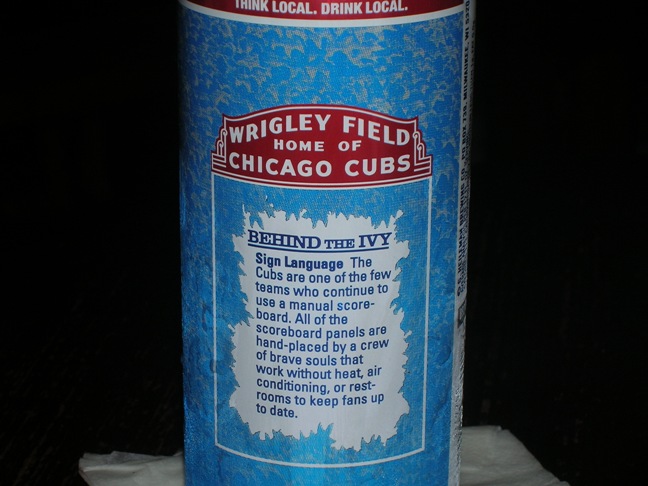 THINK LOCAL. DRINK LOCAL.
WRIGLEY FIELD
HOME OF
CHICAGO CUBS
BEHIND THE IVY
Sign Language The
Cubs are one of the few
teams who continue to
use a manual score-
board. All of the
scoreboard panels are
hand-placed by a crew
of brave souls that
work without heat, air
conditioning, or rest-
rooms to keep fans up
to date.
MILWAUKEE, WI